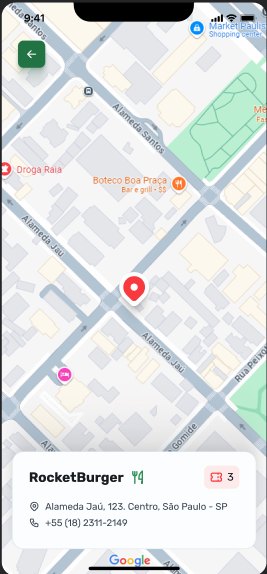 9:41
Market Paulis
Shopping center
Alameda Santos
Me
Droga Raia
Boteco Boa Praça
Bar e grill - $$
Alameda Jaú
Alameda Jaú
Rua Peixo
Gomide
RocketBurger
3
Alameda Jaú, 123. Centro, São Paulo - SP
+55 (18) 2311-2149
Google